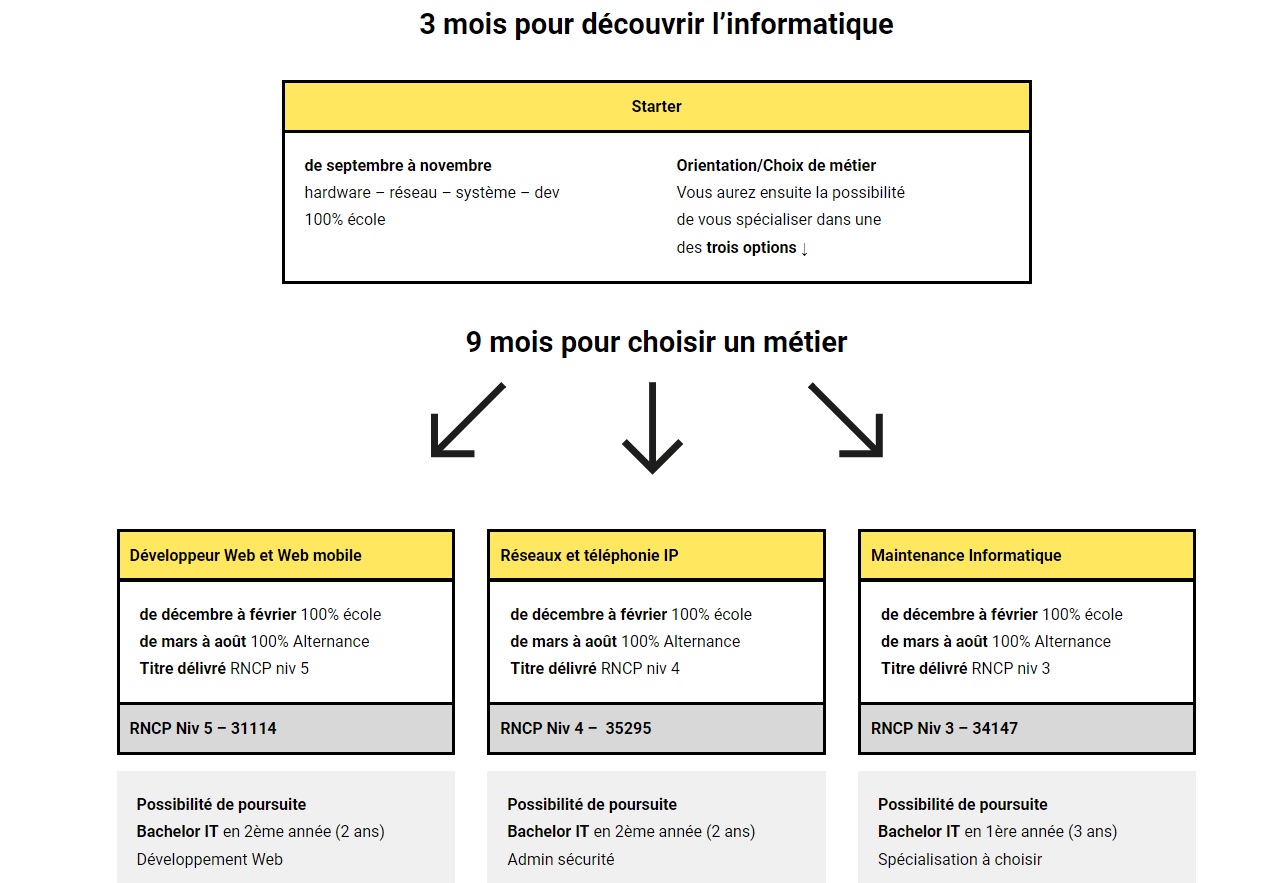 3 mois pour découvrir l’informatique
Starter
de septembre à novembre
hardware – réseau – système – dev
100% école
Orientation/Choix de métier
Vous aurez ensuite la possibilité
de vous spécialiser dans une
des trois options ↓
9 mois pour choisir un métier
Développeur Web et Web mobile
de décembre à février 100% école
de mars à août 100% Alternance
Titre délivré RNCP niv 5
RNCP Niv 5 – 31114
Possibilité de poursuite
Bachelor IT en 2ème année (2 ans)
Développement Web
Réseaux et téléphonie IP
de décembre à février 100% école
de mars à août 100% Alternance
Titre délivré RNCP niv 4
RNCP Niv 4 – 35295
Possibilité de poursuite
Bachelor IT en 2ème année (2 ans)
Admin sécurité
Maintenance Informatique
de décembre à février 100% école
de mars à août 100% Alternance
Titre délivré RNCP niv 3
RNCP Niv 3 – 34147
Possibilité de poursuite
Bachelor IT en 1ère année (3 ans)
Spécialisation à choisir